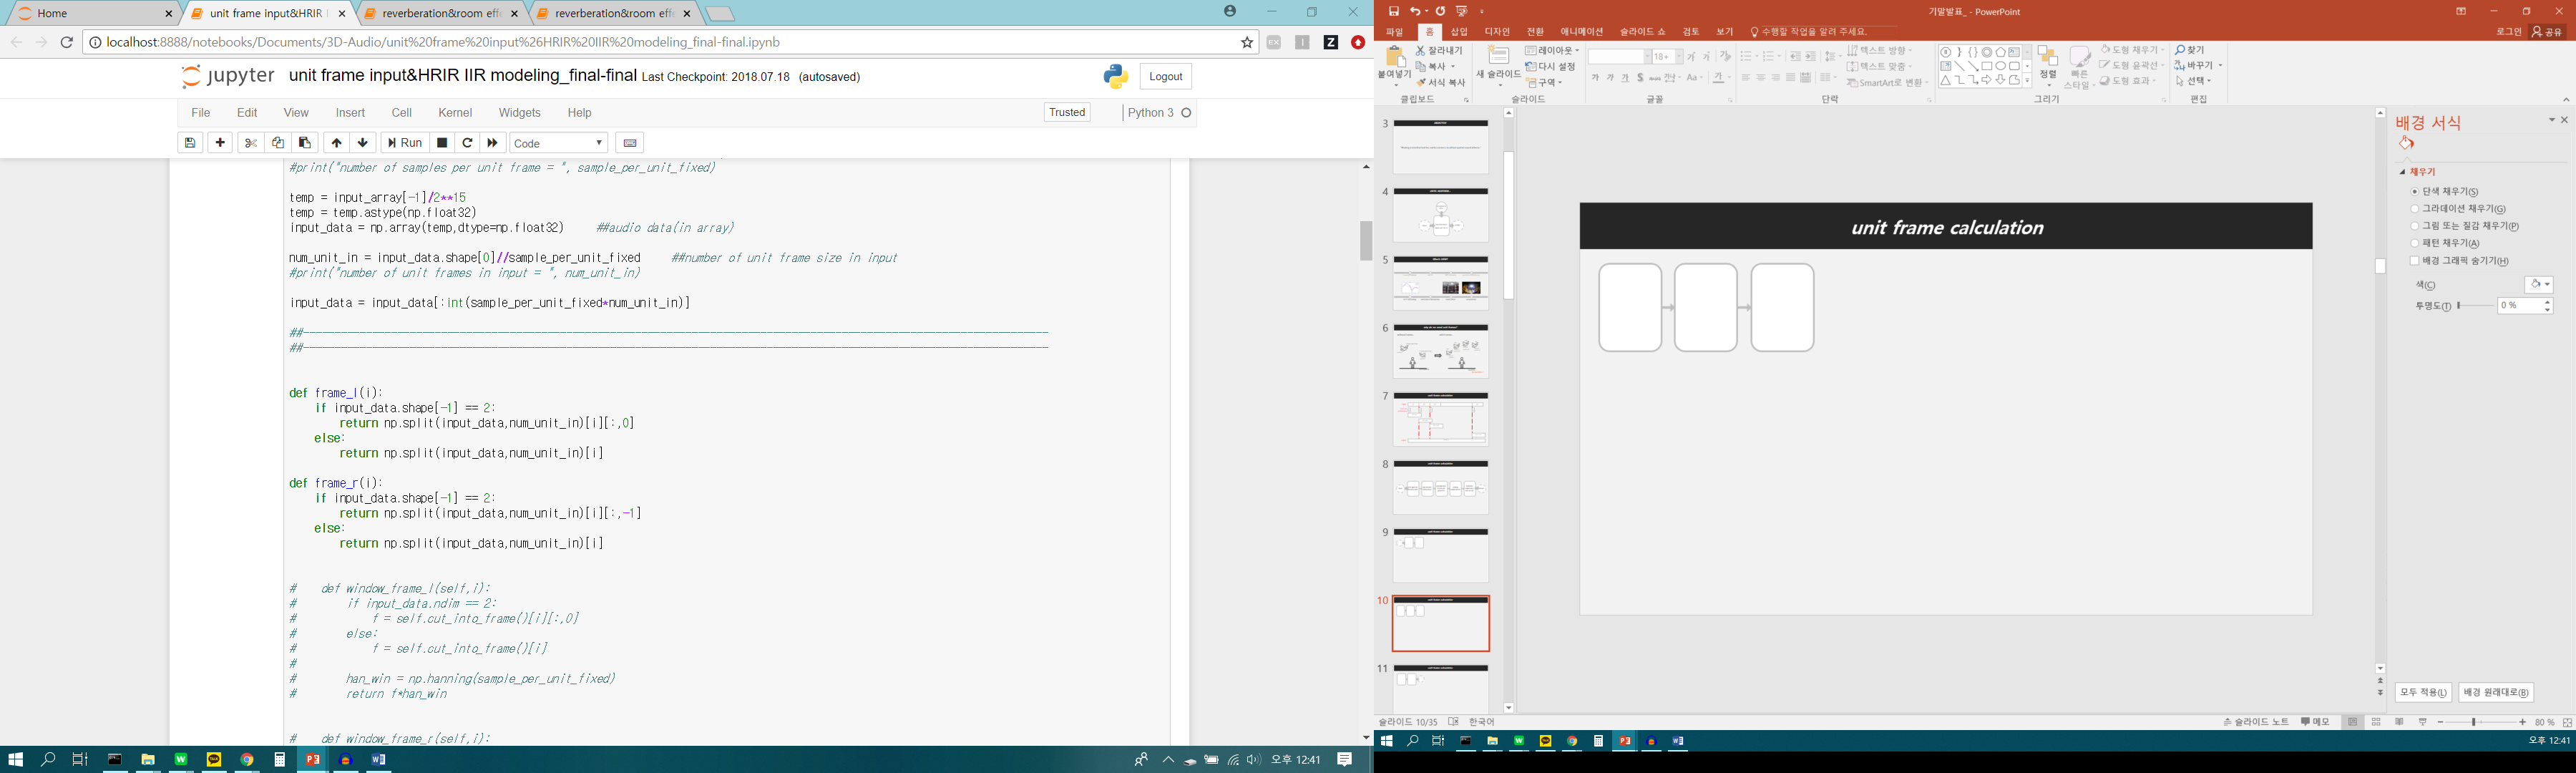 Home
unit frame input&HRIR I
reverberation&room effe
reverberation&room effe
localhost:8888/notebooks/Documents/3D-Audio/unit%20frame%20input%26HRIR%20IIR%20modeling_final-final.ipynb
jupyter unit frame input&HRIR IIR modeling_final-final Last Checkpoint: 2018.07.18 (autosaved)
Logout
File Edit View Insert Cell Kernel Widgets Help
Trusted
Python 3
Run
Code
#print("number of samples per unit frame = ", sample_per_unit_fixed)
temp = input_array[-1]/2**15
temp = temp.astype(np.float32)
input_data = np.array(temp,dtype=np.float32) ##audio data(in array)
num_unit_in = input_data.shape[0]//sample_per_unit_fixed ##number of unit frame size in input
#print("number of unit frames in input = ", num_unit_in)
input_data = input_data[:int(sample_per_unit_fixed*num_unit_in)]
def frame_l(i):
if input_data.shape[-1] == 2:
return np.split(input_data,num_unit_in)[i][:,0]
else:
return np.split(input_data,num_unit_in)[i]
def frame_r(i):
if input_data.shape[-1] == 2:
return np.split(input_data,num_unit_in)[i][:,-1]
else:
return np.split(input_data,num_unit_in)[i]
# def window_frame_l(self,i):
# if input_data.ndim == 2:
# f = self.cut_into_frame()[i][:,0]
# else:
# f = self.cut_into_frame()[i]
#
# han_win = np.hanning(sample_per_unit_fixed)
# return f*han_win
# def window_frame_r(self,i):
오후 12:41
기말발표_ - PowerPoint
파일 홈 삽입 디자인 전환 애니메이션 슬라이드 쇼 검토 보기 수행할 작업을 알려 주세요.
로그인 공유
붙여넣기
잘라내기
복사
서식 복사
클립보드
새 슬라이드
레이아웃
다시 설정
구역
슬라이드
18+
글꼴
텍스트 방향
텍스트 맞춤
SmartArt로 변환
단락
정렬
빠른 스타일
도형 채우기
도형 윤곽선
도형 효과
그리기
찾기
바꾸기
선택
편집
3
4
5
6
7
8
9
10
11
unit frame calculation
배경 서식
채우기
단색 채우기(S)
그라데이션 채우기(G)
그림 또는 질감 채우기(P)
패턴 채우기(A)
배경 그래픽 숨기기(H)
색(C)
투명도(T)
0 %
모두 적용(L)
배경 원래대로(B)
슬라이드 10/35
한국어
슬라이드 노트
메모
80 %
오후 12:41